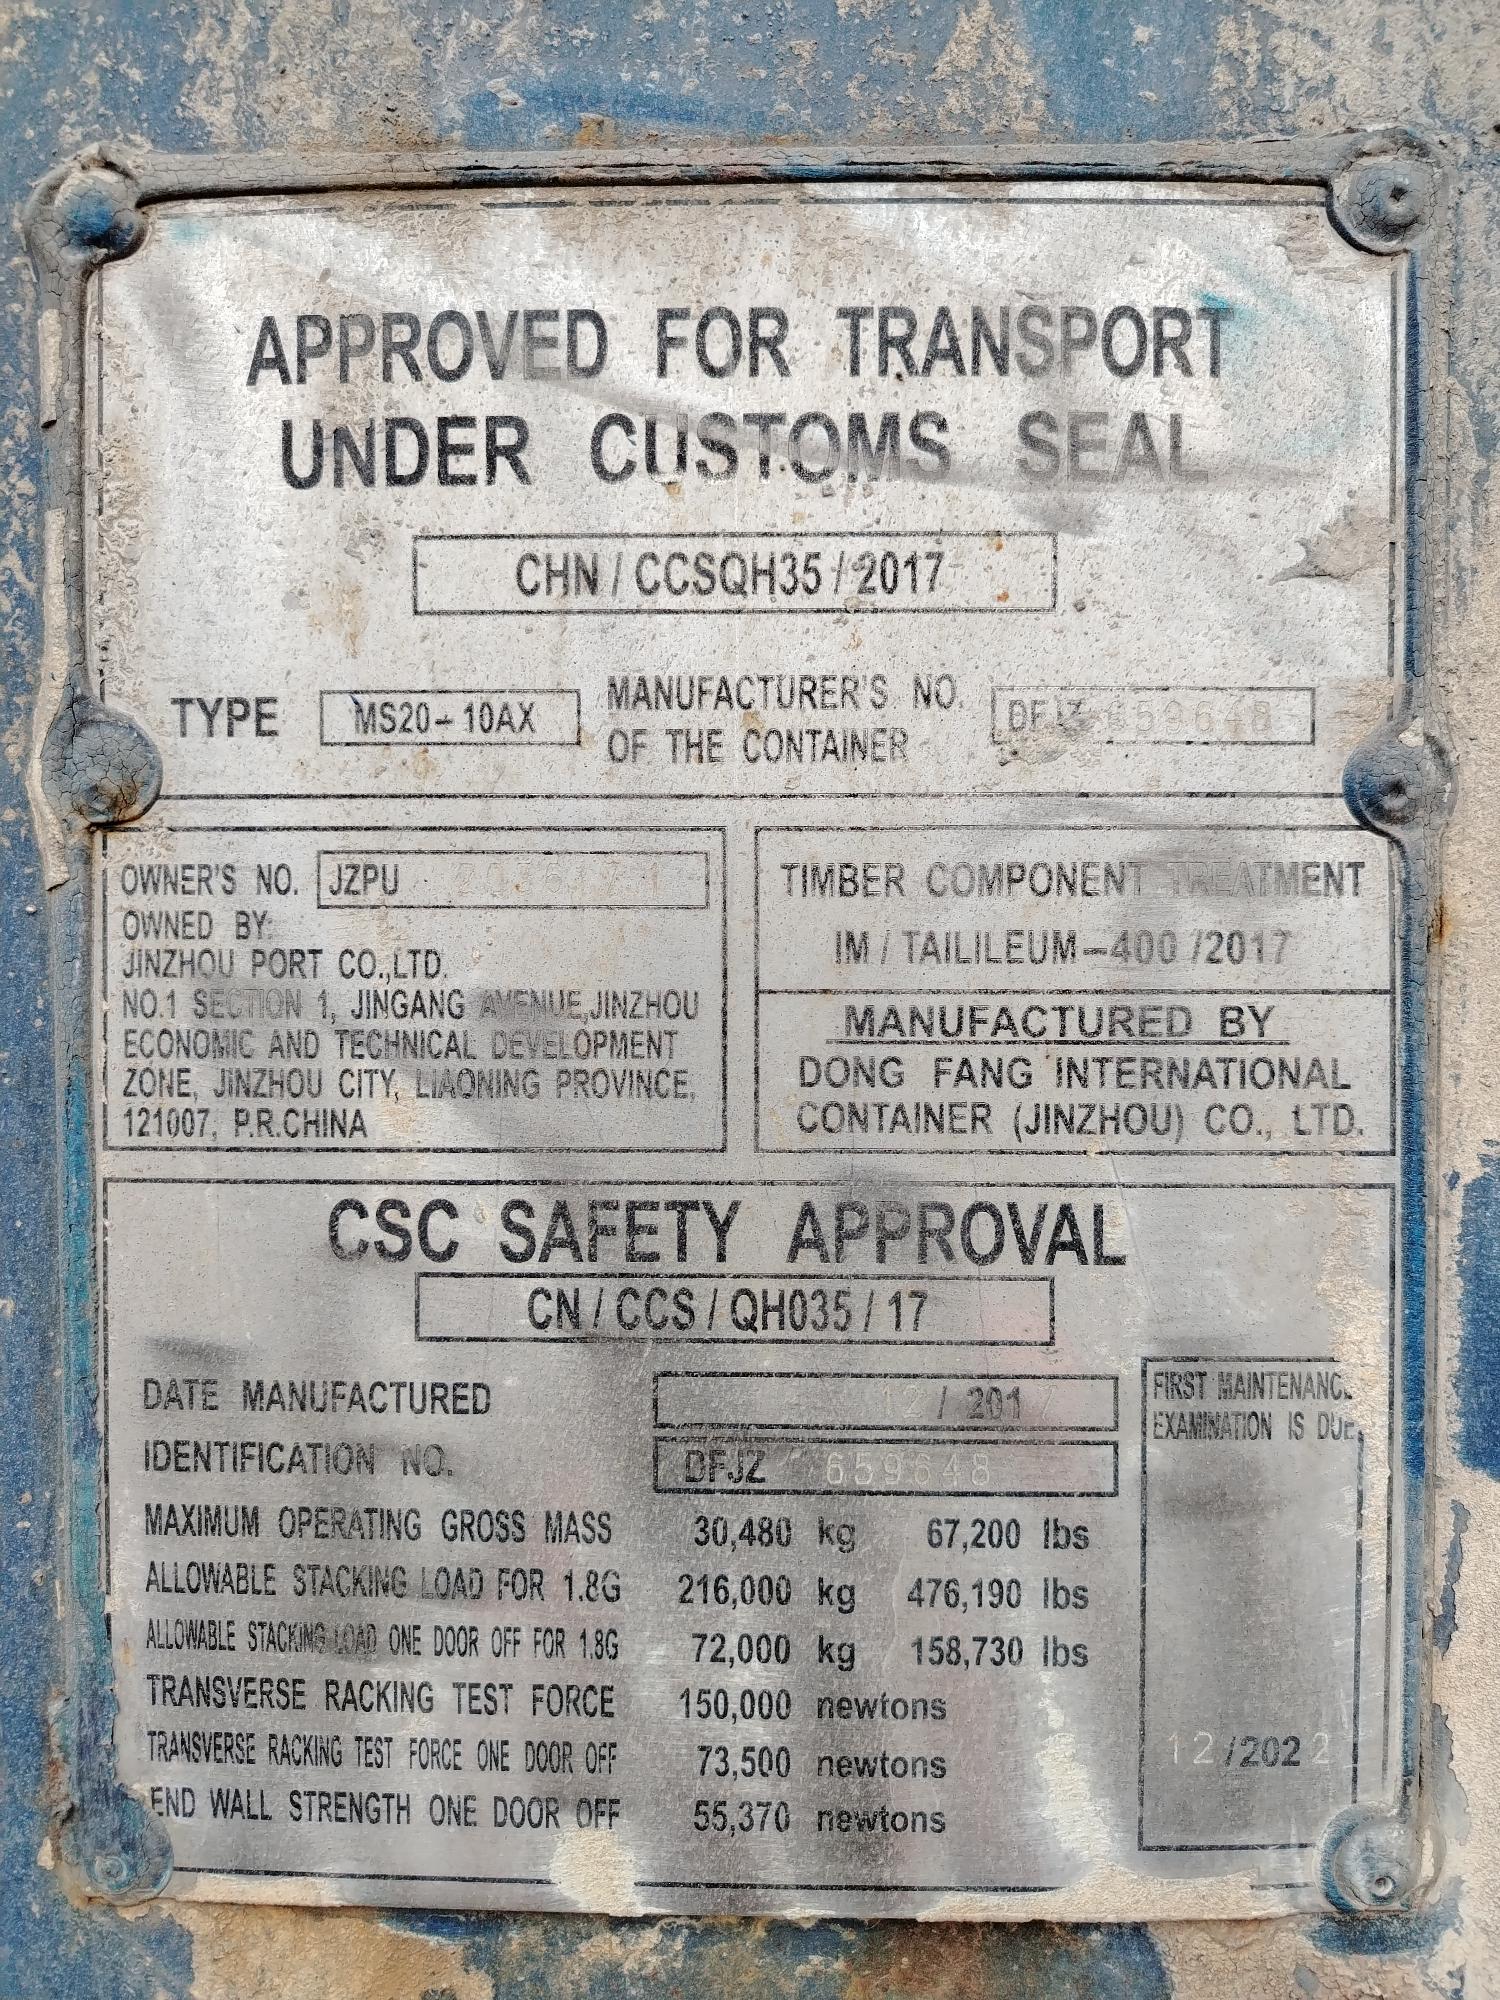 APPROVED FOR TRANSPORT
UNDER CUSTOMS SEAL
CHN / CCSQH35 / 2017
TYPE MS20-10AX MANUFACTURER'S NO.
OF THE CONTAINER DFJZ 659648
OWNER'S NO. JZPU
OWNED BY:
JINZHOU PORT CO.,LTD.
NO.1 SECTION 1, JINGANG AVENUE,JINZHOU
ECONOMIC AND TECHNICAL DEVELOPMENT
ZONE, JINZHOU CITY, LIAONING PROVINCE,
121007, P.R.CHINA
TIMBER COMPONENT TREATMENT
IM / TAILILEUM-400 /2017
MANUFACTURED BY
DONG FANG INTERNATIONAL
CONTAINER (JINZHOU) CO., LTD.
CSC SAFETY APPROVAL
CN / CCS / QH035 / 17
DATE MANUFACTURED / 201
IDENTIFICATION NO. DFJZ 659648
MAXIMUM OPERATING GROSS MASS 30,480 kg 67,200 lbs
ALLOWABLE STACKING LOAD FOR 1.8G 216,000 kg 476,190 lbs
ALLOWABLE STACKING LOAD ONE DOOR OFF FOR 1.8G 72,000 kg 158,730 lbs
TRANSVERSE RACKING TEST FORCE 150,000 newtons
TRANSVERSE RACKING TEST FORCE ONE DOOR OFF 73,500 newtons
END WALL STRENGTH ONE DOOR OFF 55,370 newtons
FIRST MAINTENANCE
EXAMINATION IS DUE
12/2022